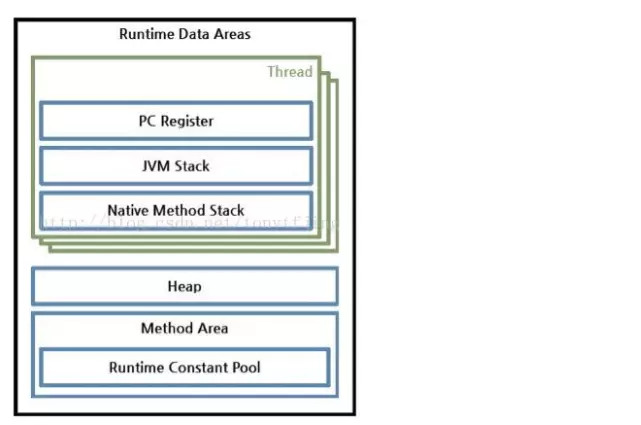 Runtime Data Areas
Thread
PC Register
JVM Stack
Native Method Stack
http://blog.csdn.net/tonytfjing
Heap
Method Area
Runtime Constant Pool